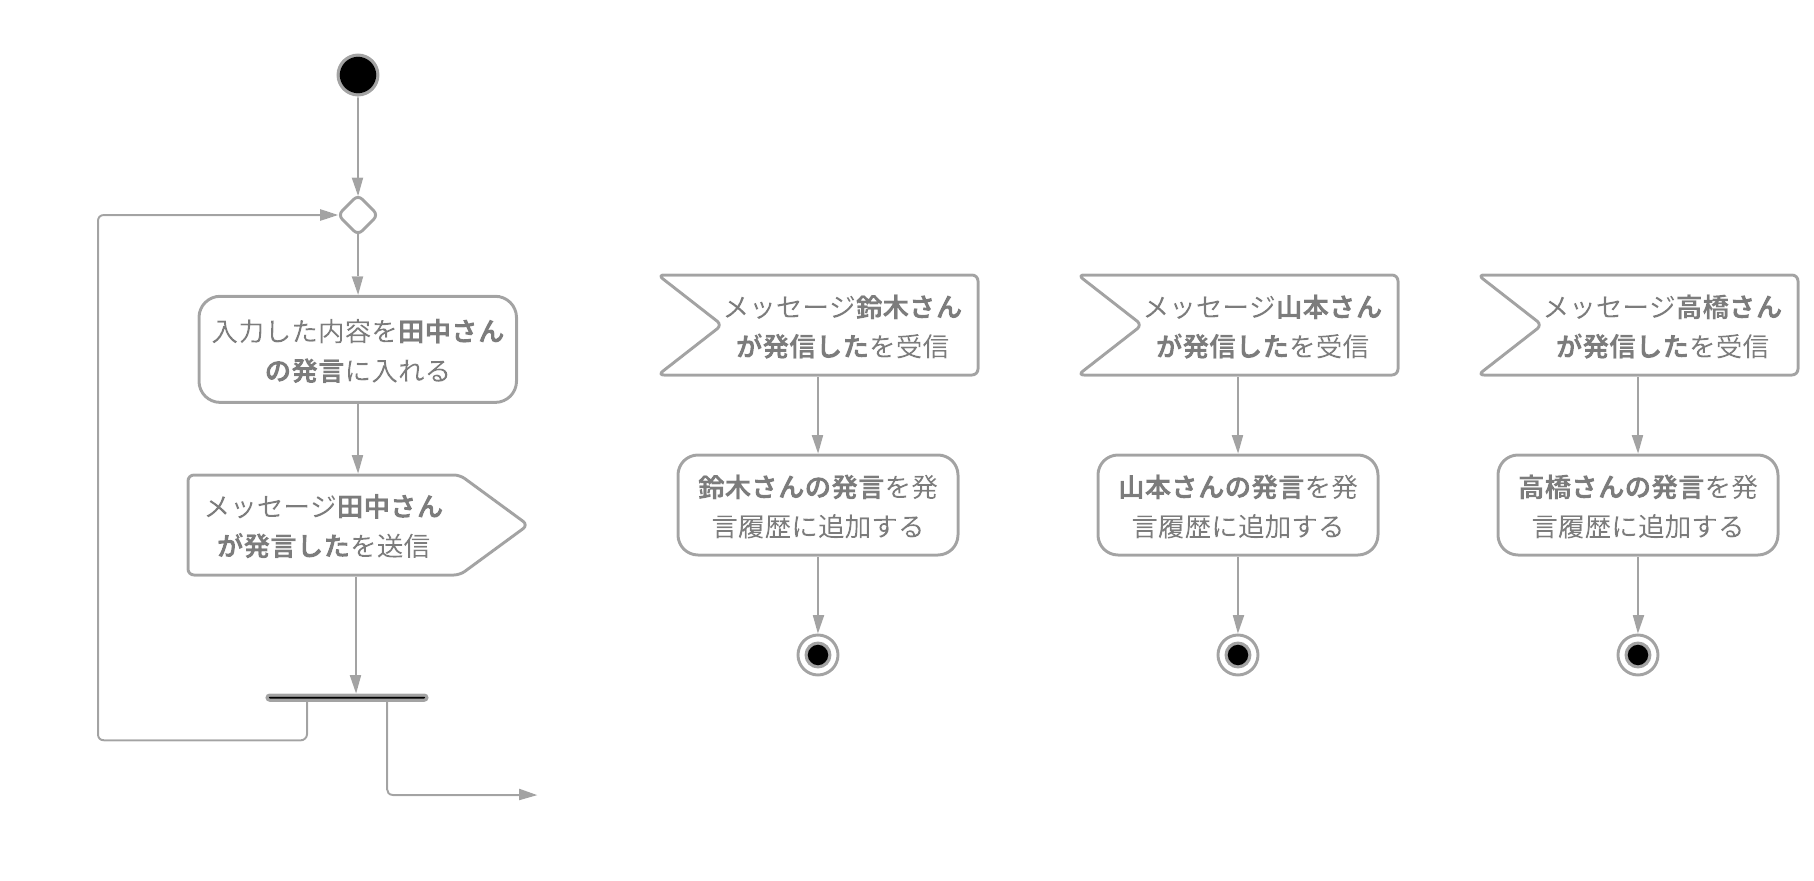 入力した内容を田中さん
の発言に入れる
メッセージ田中さん
が発言したを送信
メッセージ鈴木さん
が発信したを受信
鈴木さんの発言を発
言履歴に追加する
メッセージ山本さん
が発信したを受信
山本さんの発言を発
言履歴に追加する
メッセージ高橋さん
が発信したを受信
高橋さんの発言を発
言履歴に追加する